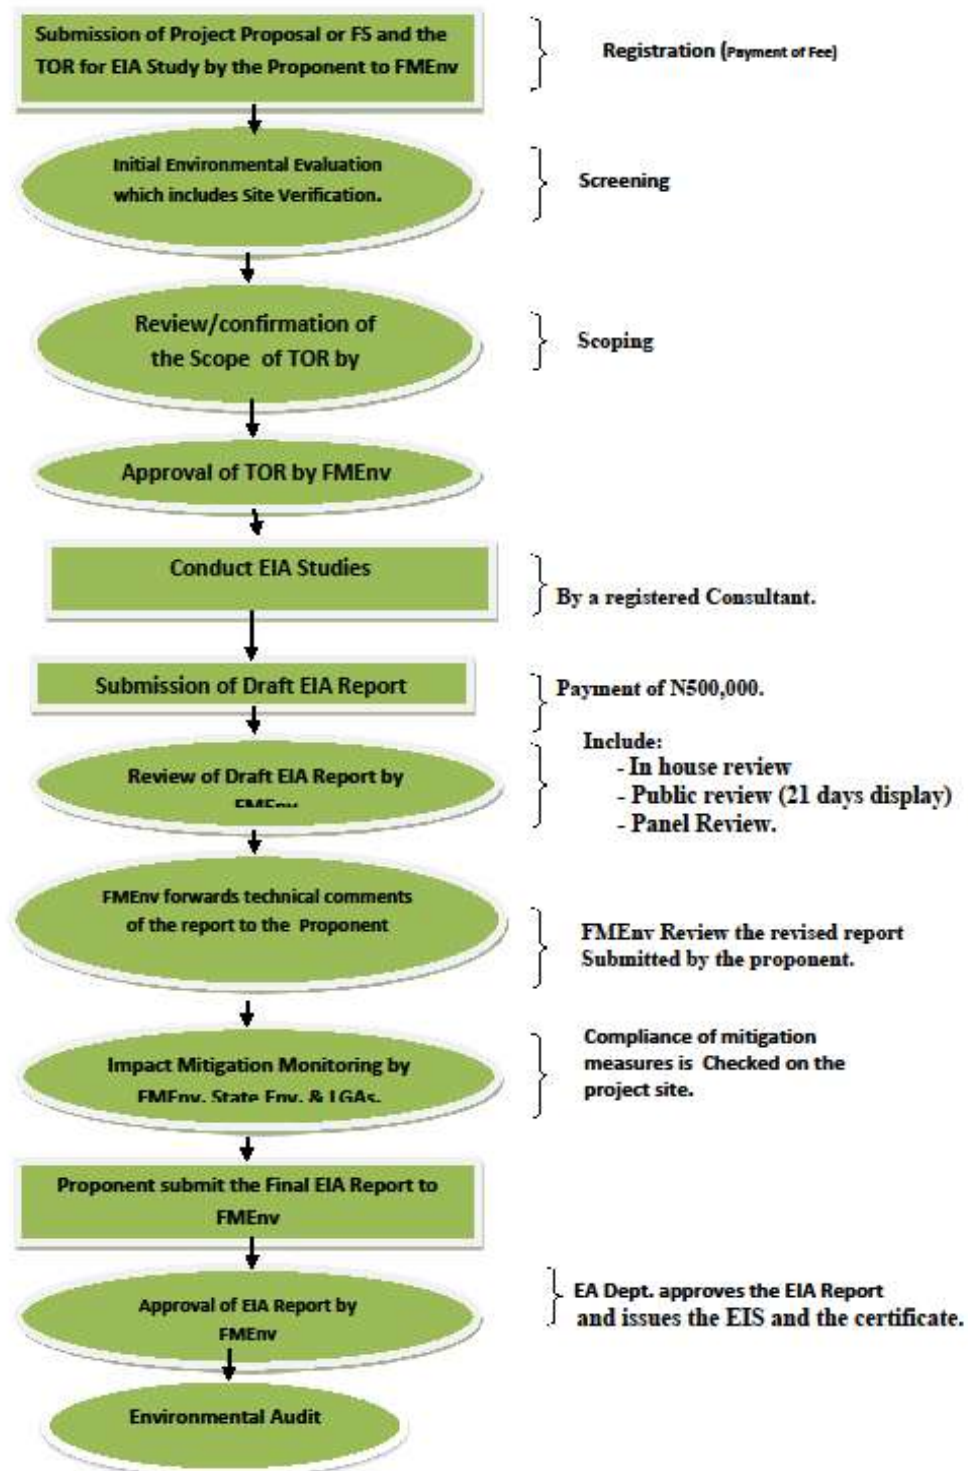 Submission of Project Proposal or FS and the
TOR for EIA Study by the Proponent to FMEnv
Registration (Payment of Fee)
Initial Environmental Evaluation
which includes Site Verification.
Screening
Review/confirmation of
the Scope of TOR by
Scoping
Approval of TOR by FMEnv
Conduct EIA Studies
By a registered Consultant.
Submission of Draft EIA Report
Payment of N500,000.
Review of Draft EIA Report by
FMEnv
Include:
- In house review
- Public review (21 days display)
- Panel Review.
FMEnv forwards technical comments
of the report to the Proponent
FMEnv Review the revised report
Submitted by the proponent.
Impact Mitigation Monitoring by
FMEnv, State Env. & LGAs.
Compliance of mitigation
measures is Checked on the
project site.
Proponent submit the Final EIA Report to
FMEnv
Approval of EIA Report by
FMEnv
EA Dept. approves the EIA Report
and issues the EIS and the certificate.
Environmental Audit